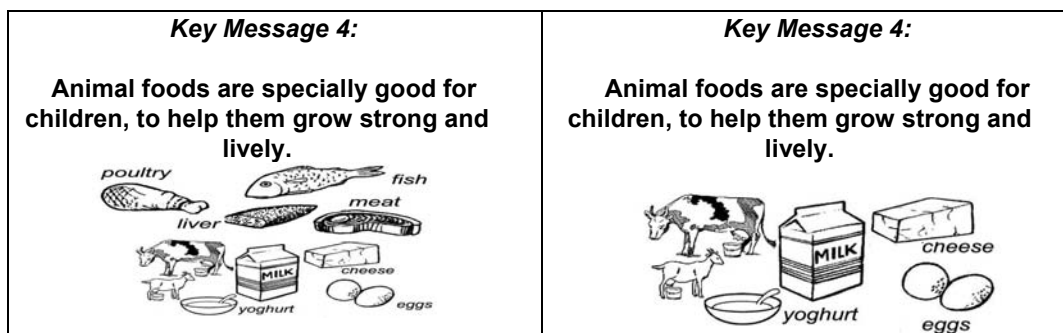 Key Message 4:
Animal foods are specially good for
children, to help them grow strong and
lively.
poultry
fish
liver
meat
MILK
cheese
yoghurt
eggs
Key Message 4:
Animal foods are specially good for
children, to help them grow strong and
lively.
MILK
cheese
yoghurt
eggs